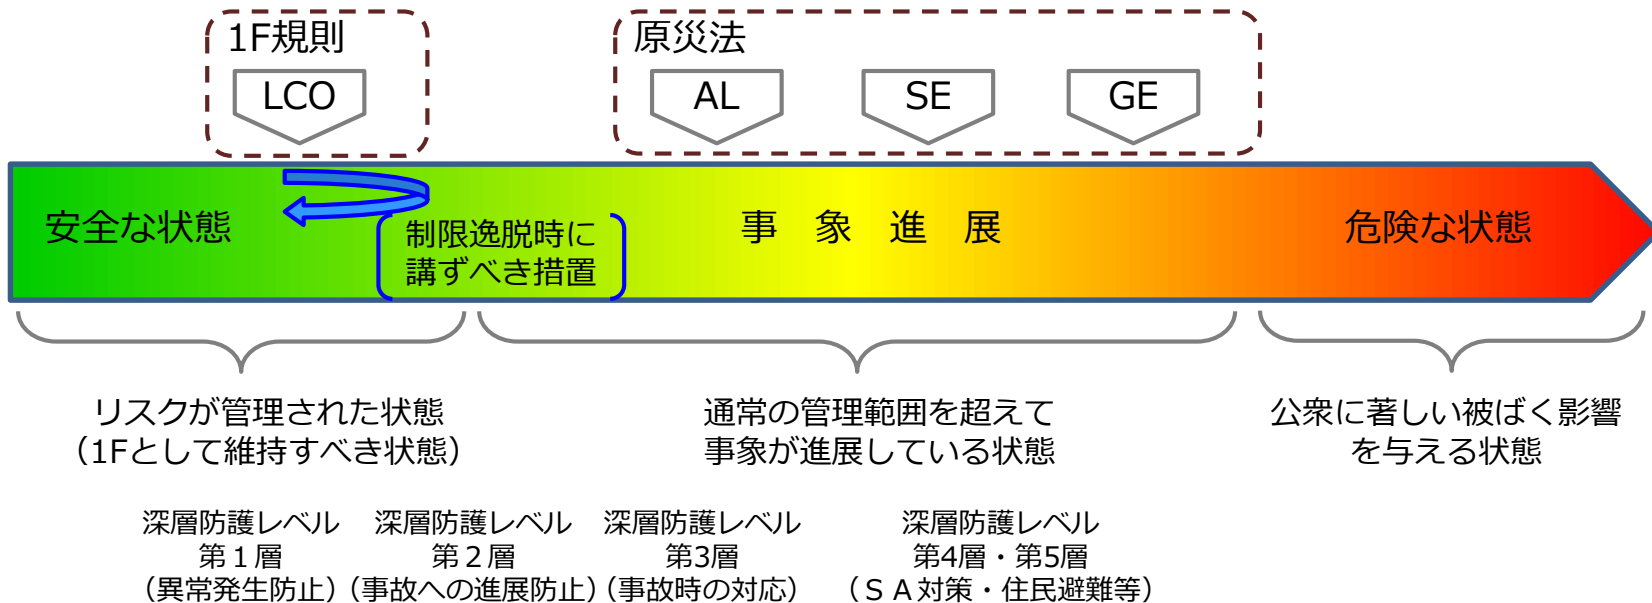 1F規則
LCO
原災法
AL
SE
GE
安全な状態
制限逸脱時に
講ずべき措置
事 象 進 展
危険な状態
リスクが管理された状態
（1Fとして維持すべき状態）
通常の管理範囲を超えて
事象が進展している状態
公衆に著しい被ばく影響
を与える状態
深層防護レベル
第１層
（異常発生防止）
深層防護レベル
第２層
（事故への進展防止）
深層防護レベル
第3層
（事故時の対応）
深層防護レベル
第4層・第5層
（ＳＡ対策・住民避難等）